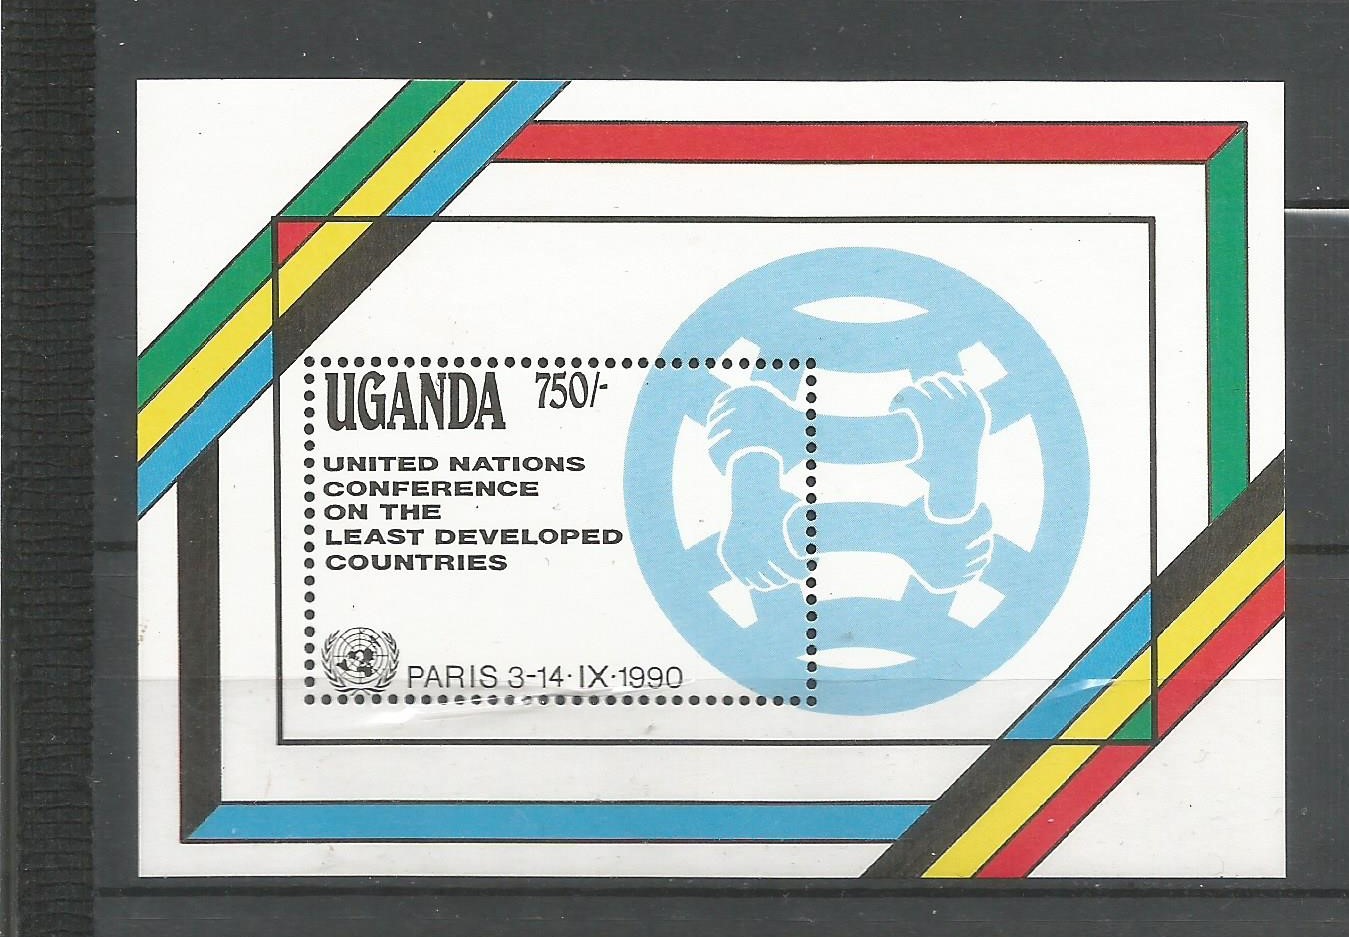 UGANDA 750/-
UNITED NATIONS
CONFERENCE
ON THE
LEAST DEVELOPED
COUNTRIES
PARIS 3-14·IX·1990